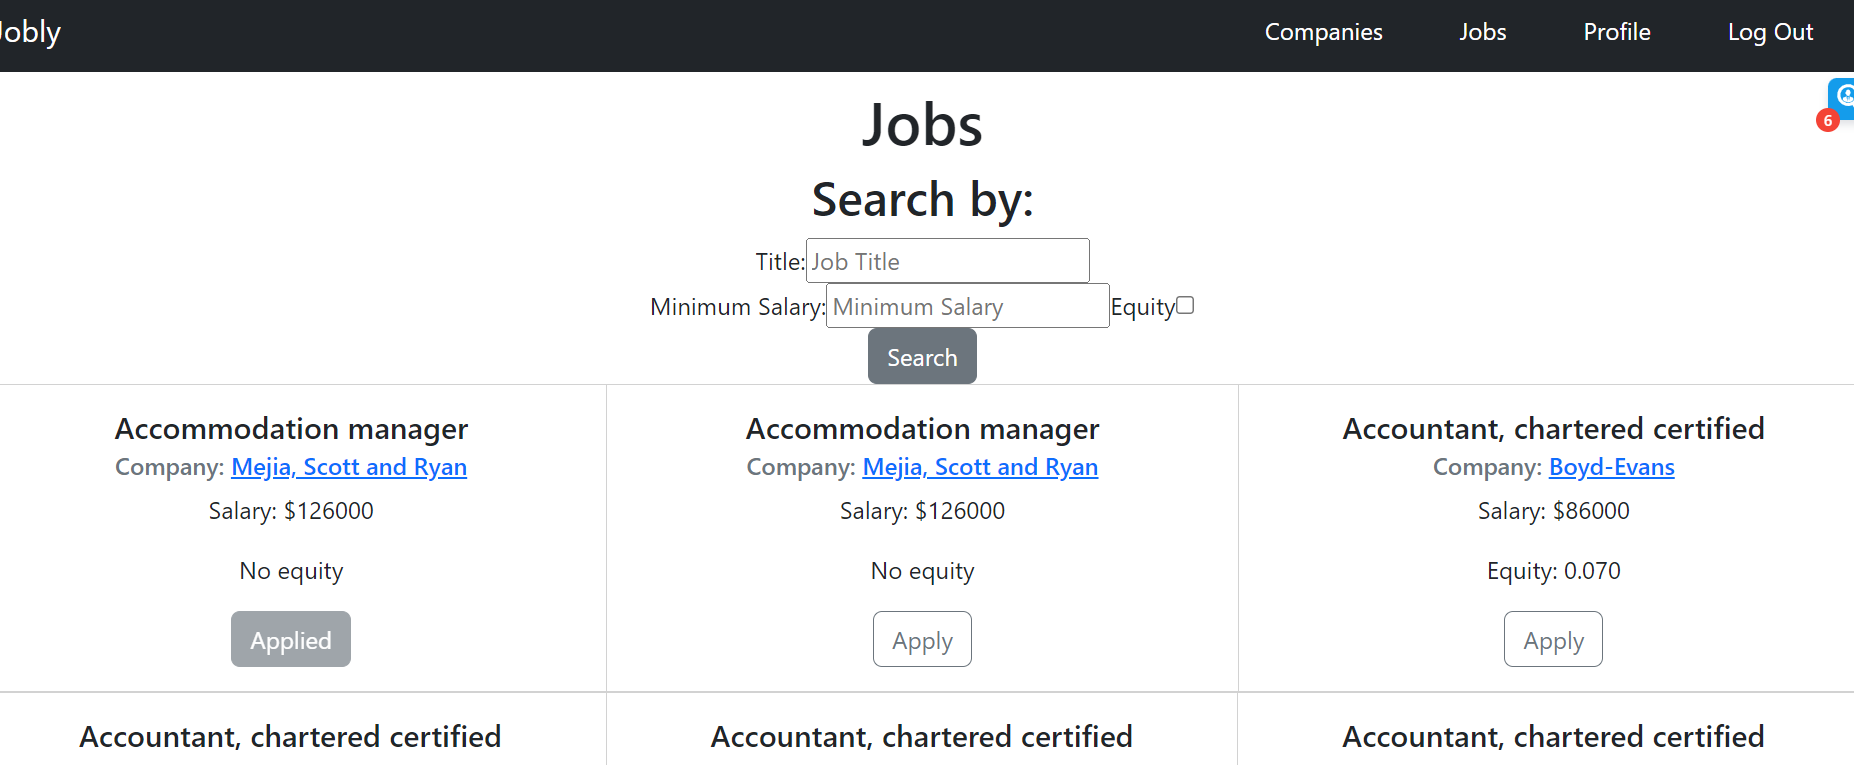 Jobly Companies Jobs Profile Log Out
6
Jobs
Search by:
Title: Job Title
Minimum Salary: Minimum Salary Equity
Search
Accommodation manager
Company: Mejia, Scott and Ryan
Salary: $126000
No equity
Applied
Accommodation manager
Company: Mejia, Scott and Ryan
Salary: $126000
No equity
Apply
Accountant, chartered certified
Company: Boyd-Evans
Salary: $86000
Equity: 0.070
Apply
Accountant, chartered certified
Accountant, chartered certified
Accountant, chartered certified